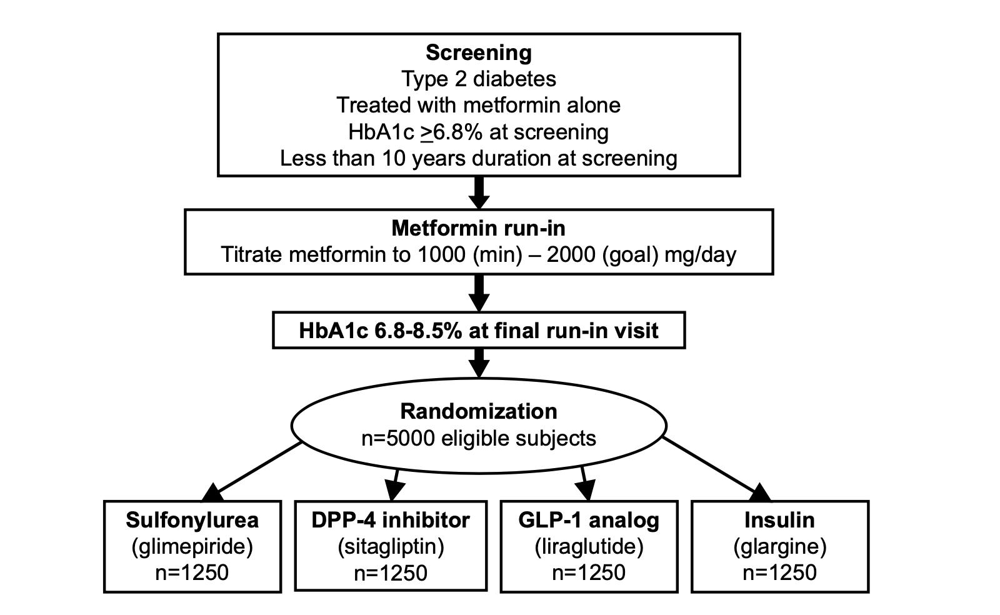 Screening
Type 2 diabetes
Treated with metformin alone
HbA1c ≥6.8% at screening
Less than 10 years duration at screening
Metformin run-in
Titrate metformin to 1000 (min) – 2000 (goal) mg/day
HbA1c 6.8-8.5% at final run-in visit
Randomization
n=5000 eligible subjects
Sulfonylurea
(glimepiride)
n=1250
DPP-4 inhibitor
(sitagliptin)
n=1250
GLP-1 analog
(liraglutide)
n=1250
Insulin
(glargine)
n=1250